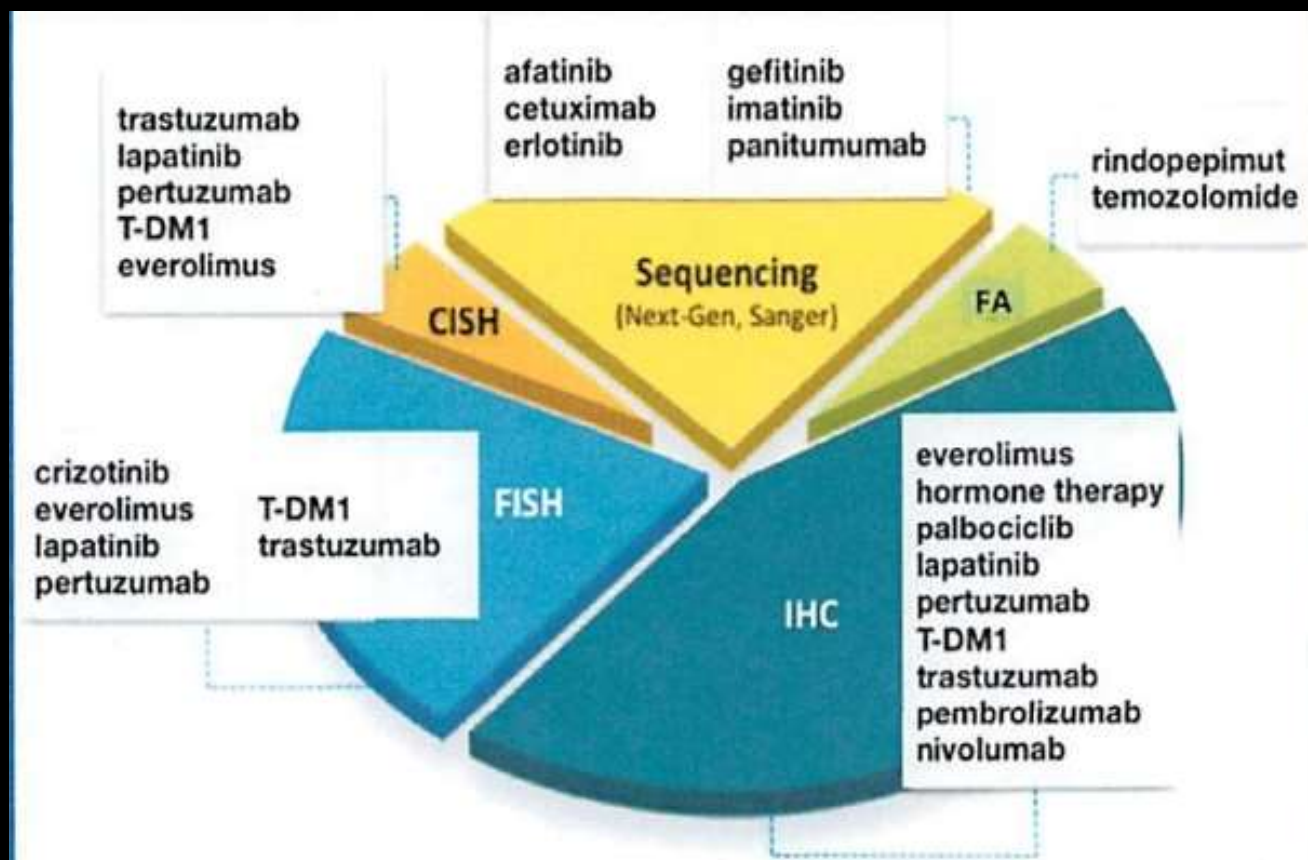 afatinib
cetuximab
erlotinib
gefitinib
imatinib
panitumumab
trastuzumab
lapatinib
pertuzumab
T-DM1
everolimus
rindopepimut
temozolomide
Sequencing
(Next-Gen, Sanger)
CISH
FA
crizotinib
everolimus
lapatinib
pertuzumab
T-DM1
trastuzumab
FISH
IHC
everolimus
hormone therapy
palbociclib
lapatinib
pertuzumab
T-DM1
trastuzumab
pembrolizumab
nivolumab